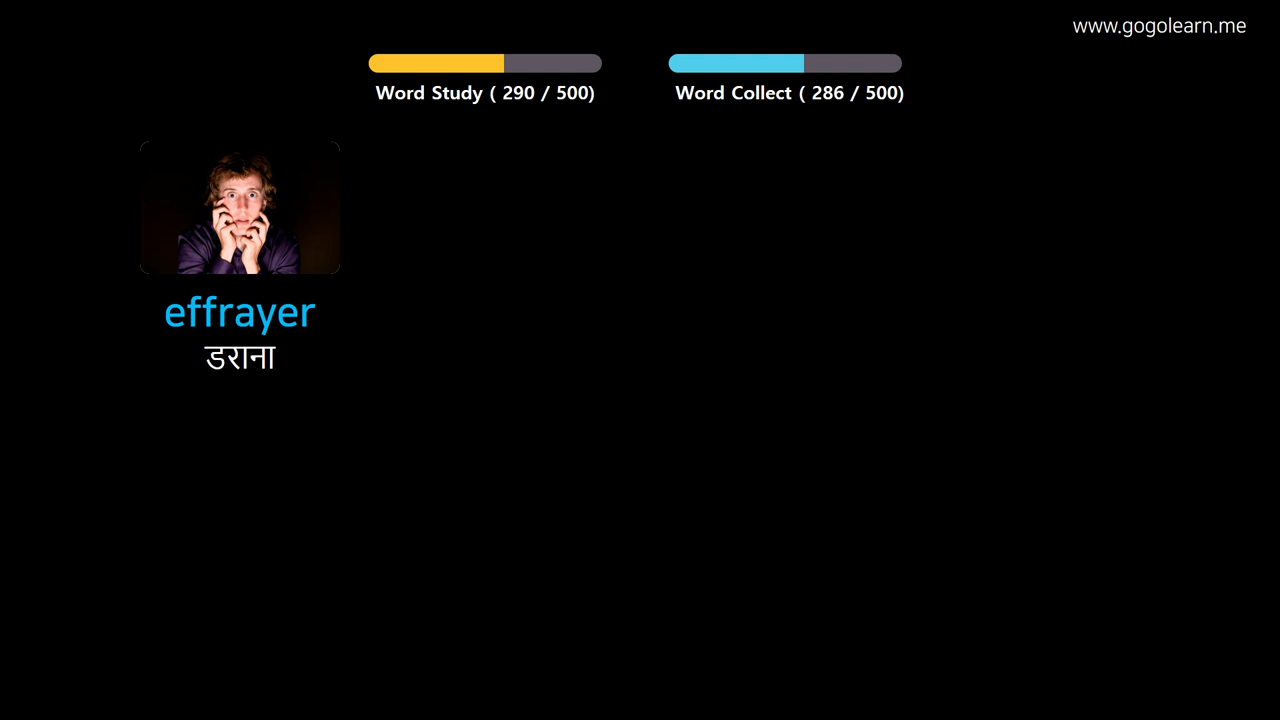 www.gogolearn.me
Word Study ( 290 / 500)
Word Collect ( 286 / 500)
effrayer
डराना